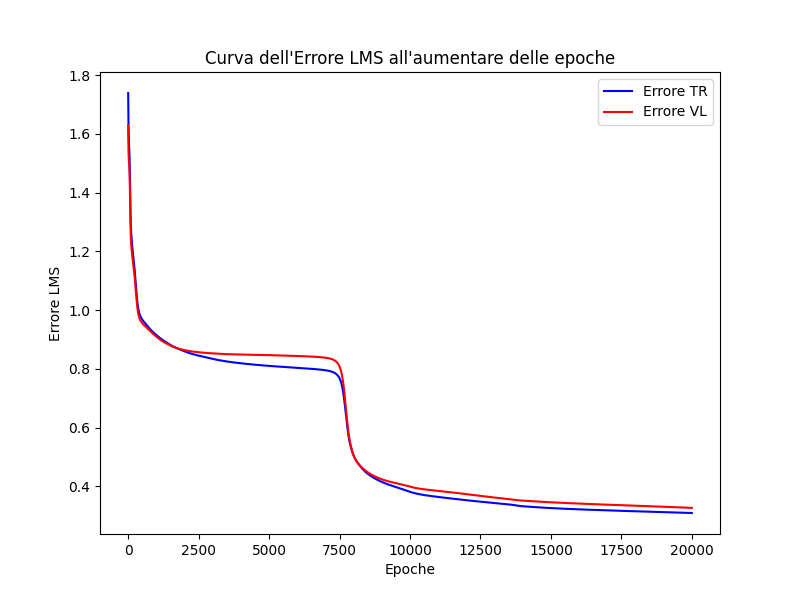 Curva dell'Errore LMS all'aumentare delle epoche
Errore TR
Errore VL
Errore LMS
1.8
1.6
1.4
1.2
1.0
0.8
0.6
0.4
0 2500 5000 7500 10000 12500 15000 17500 20000
Epoche